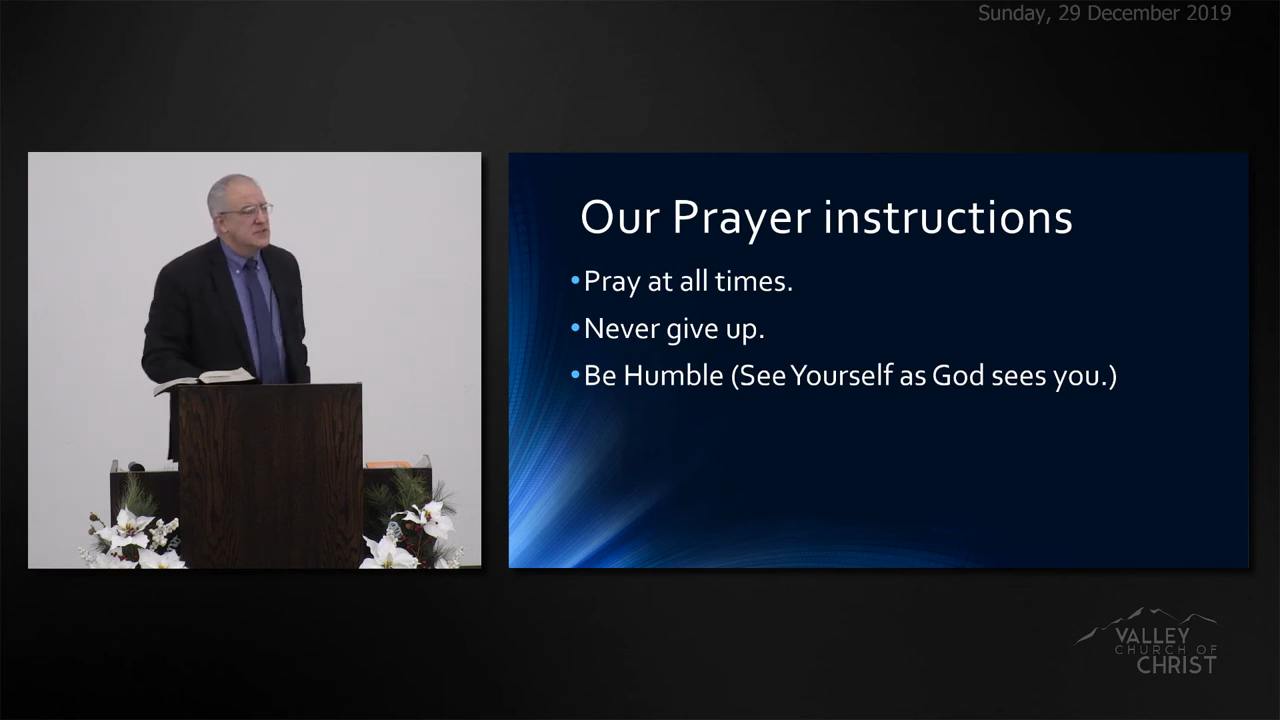 Sunday, 29 December 2019
Our Prayer instructions
•Pray at all times.
•Never give up.
•Be Humble (See Yourself as God sees you.)
VALLEY
CHURCH OF
CHRIST